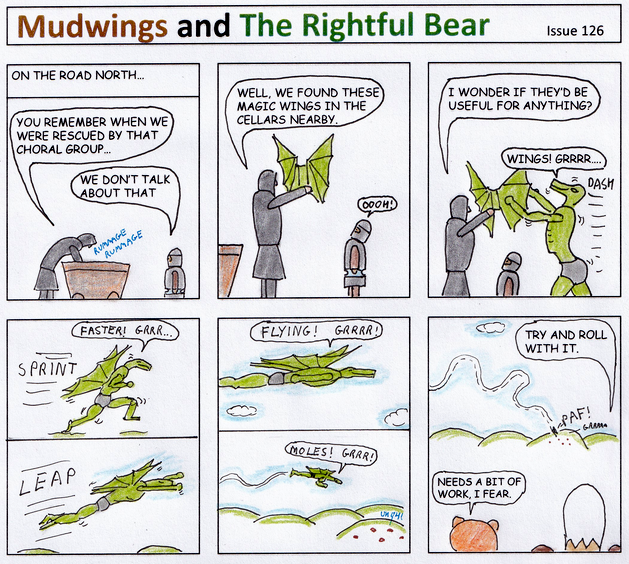 Mudwings and The Rightful Bear
Issue 126
ON THE ROAD NORTH...
YOU REMEMBER WHEN WE
WERE RESCUED BY THAT
CHORAL GROUP...
WE DON'T TALK
ABOUT THAT
RUMMAGE
RUMMAGE
WELL, WE FOUND THESE
MAGIC WINGS IN THE
CELLARS NEARBY.
OOOH!
I WONDER IF THEY'D BE
USEFUL FOR ANYTHING?
WINGS! GRRRR....
DASH
FASTER! GRRR...
SPRINT
LEAP
FLYING! GRRRR!
MOLES! GRRR!
TRY AND ROLL
WITH IT.
PAF!
NEEDS A BIT OF
WORK, I FEAR.